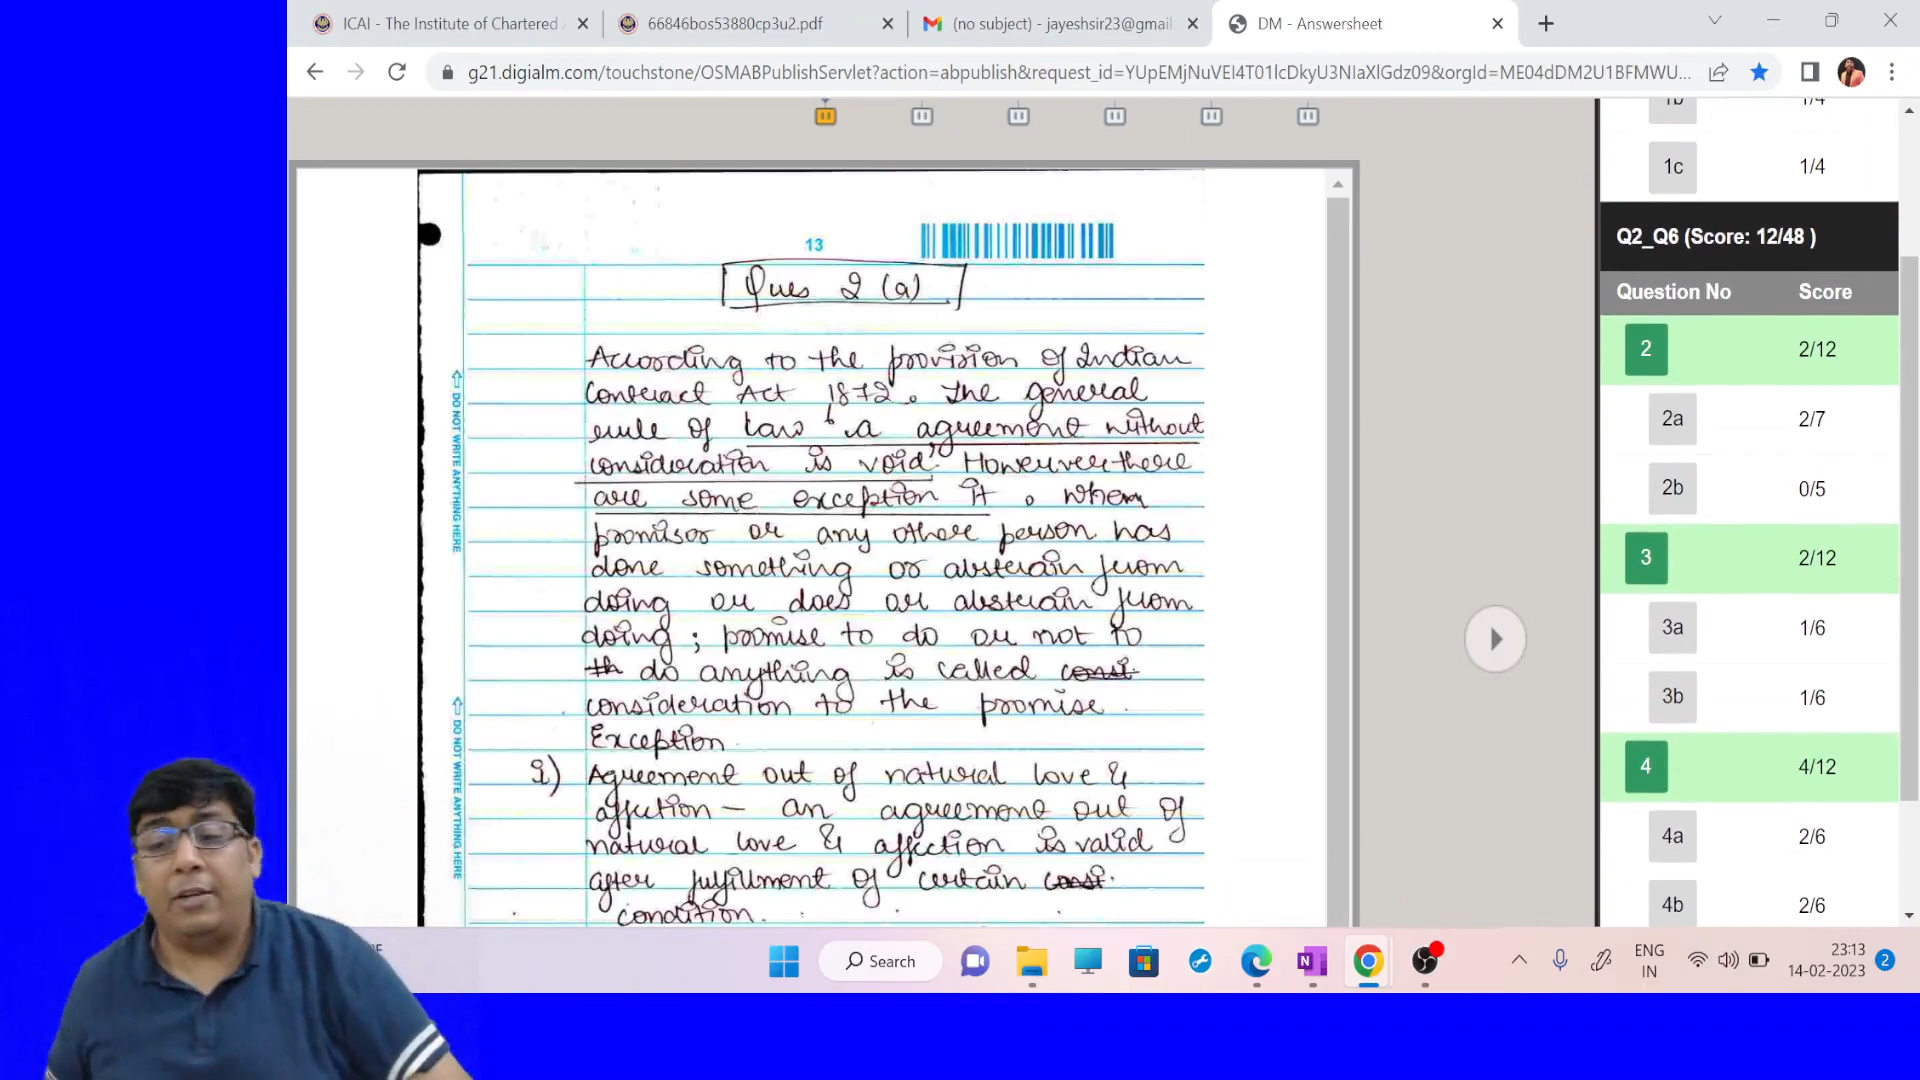 ICAI - The Institute of Chartered
66846bos53880cp3u2.pdf
(no subject) - jayeshsir23@gmail
DM - Answersheet
g21.digialm.com/touchstone/OSMABPublishServlet?action=abpublish&request_id=YUpEMjNuVEI4T01lcDkyU3NIaXlGdz09&orgId=ME04dDM2U1BFMWU...
13
Ques 2 (a)
According to the provision of Indian
Contract Act 1872. The general
rule of law 'a agreement without
consideration is void'. However there
are some exception it. when
promisor or any other person has
done something or abstrain from
doing or does or abstrain from
doing; promise to do or not to
do anything is called
consideration to the promise.
Exception
1) Agreement out of natural love &
affection — an agreement out of
natural love & affection is valid
after fulfillment of certain
condition.
DO NOT WRITE ANYTHING HERE
DO NOT WRITE ANYTHING HERE
1b 1/4
1c 1/4
Q2_Q6 (Score: 12/48 )
Question No Score
2 2/12
2a 2/7
2b 0/5
3 2/12
3a 1/6
3b 1/6
4 4/12
4a 2/6
4b 2/6
Search
ENG
IN
23:13
14-02-2023
2